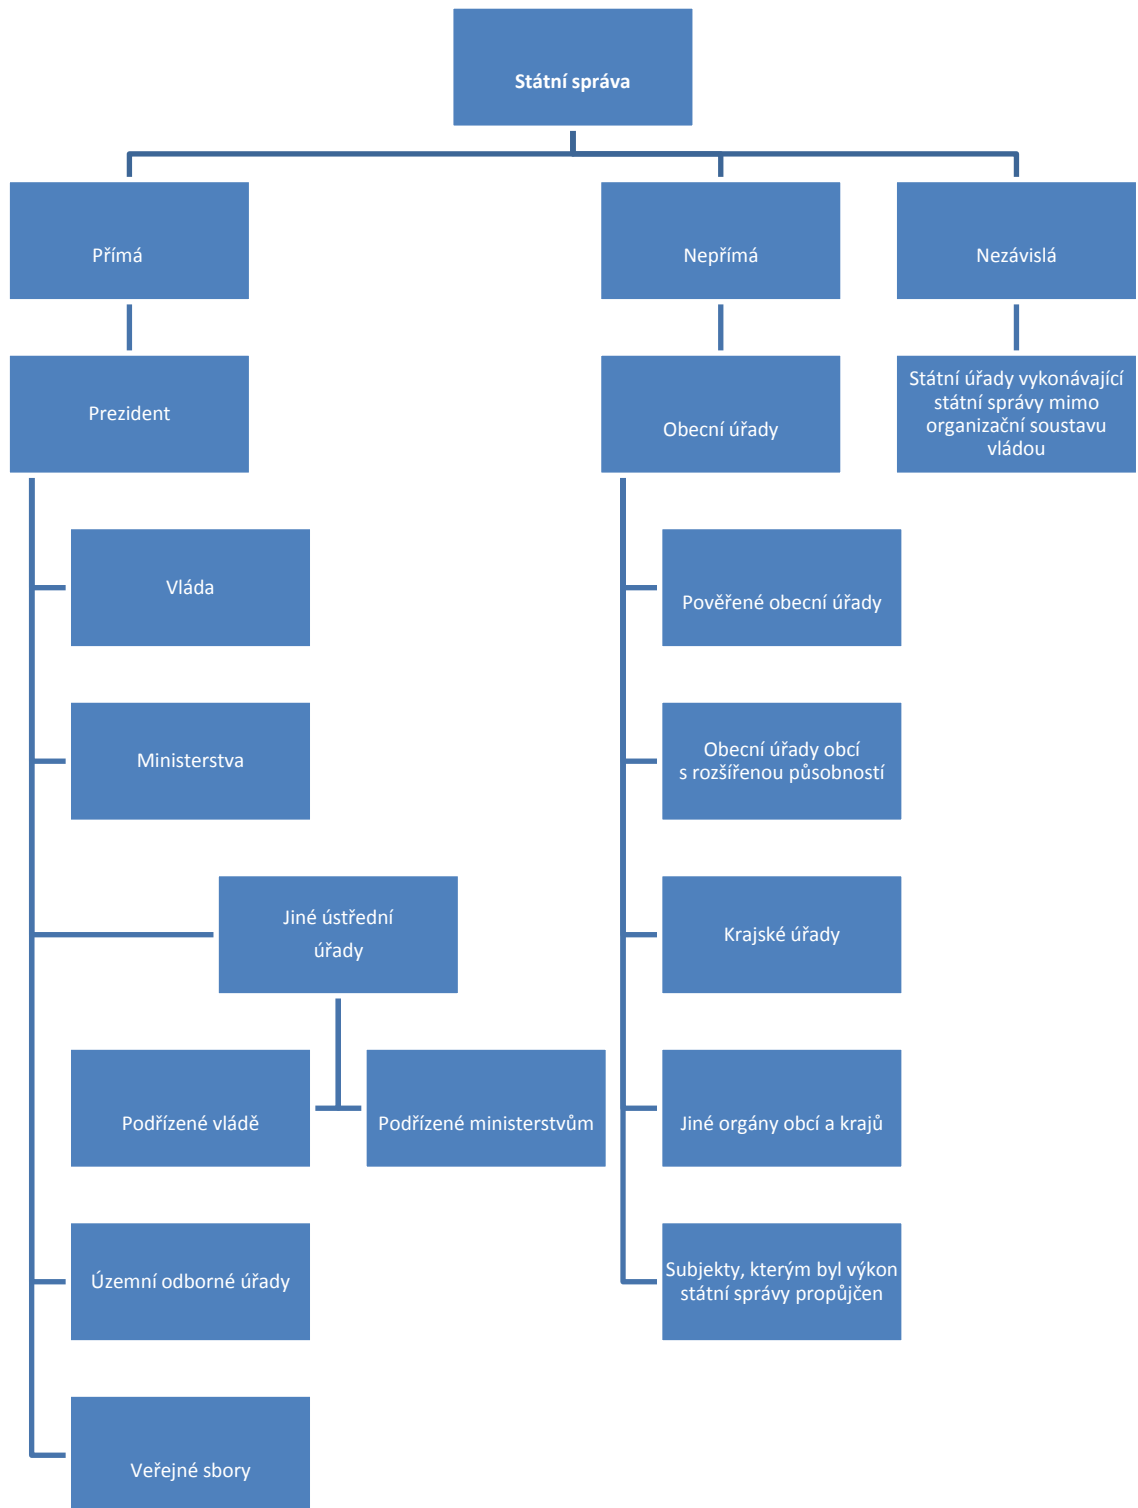 Státní správa
Přímá
Nepřímá
Nezávislá
Prezident
Obecní úřady
Státní úřady vykonávající
státní správy mimo
organizační soustavu
vládou
Vláda
Pověřené obecní úřady
Ministerstva
Obecní úřady obcí
s rozšířenou působností
Jiné ústřední
úřady
Krajské úřady
Podřízené vládě
Podřízené ministerstvům
Jiné orgány obcí a krajů
Územní odborné úřady
Subjekty, kterým byl výkon
státní správy propůjčen
Veřejné sbory